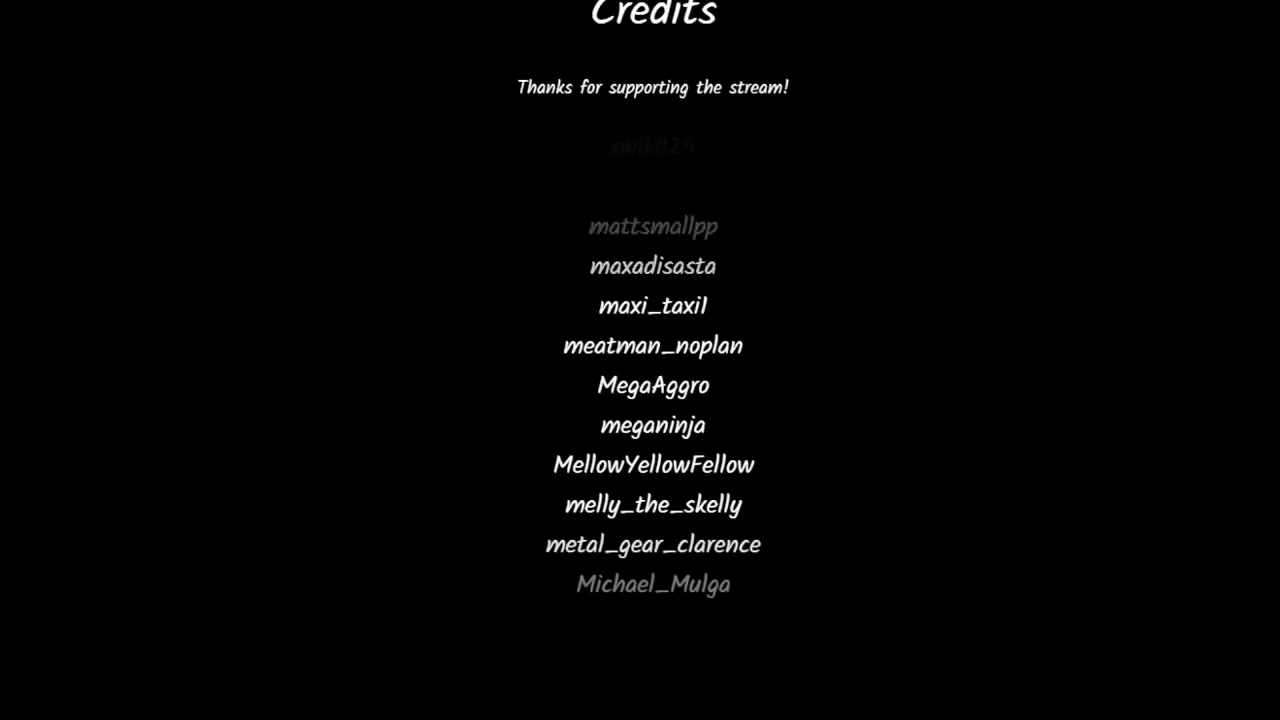 Credits
Thanks for supporting the stream!
mattsmallpp
maxadisasta
maxi_taxi1
meatman_noplan
MegaAggro
meganinja
MellowYellowFellow
melly_the_skelly
metal_gear_clarence
Michael_Mulga